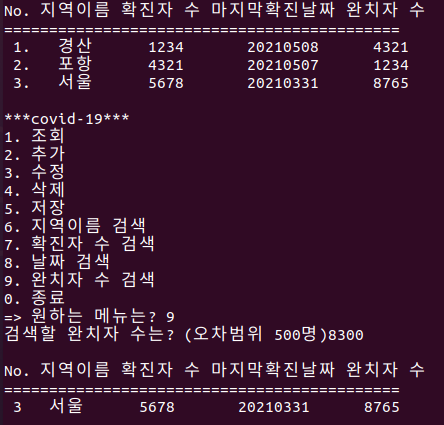 No. 지역이름 확진자 수 마지막확진날짜 완치자 수
============================================
1. 경산 1234 20210508 4321
2. 포항 4321 20210507 1234
3. 서울 5678 20210331 8765
***covid-19***
1. 조회
2. 추가
3. 수정
4. 삭제
5. 저장
6. 지역이름 검색
7. 확진자 수 검색
8. 날짜 검색
9. 완치자 수 검색
0. 종료
=> 원하는 메뉴는? 9
검색할 완치자 수는? (오차범위 500명)8300
No. 지역이름 확진자 수 마지막확진날짜 완치자 수
============================================
3 서울 5678 20210331 8765